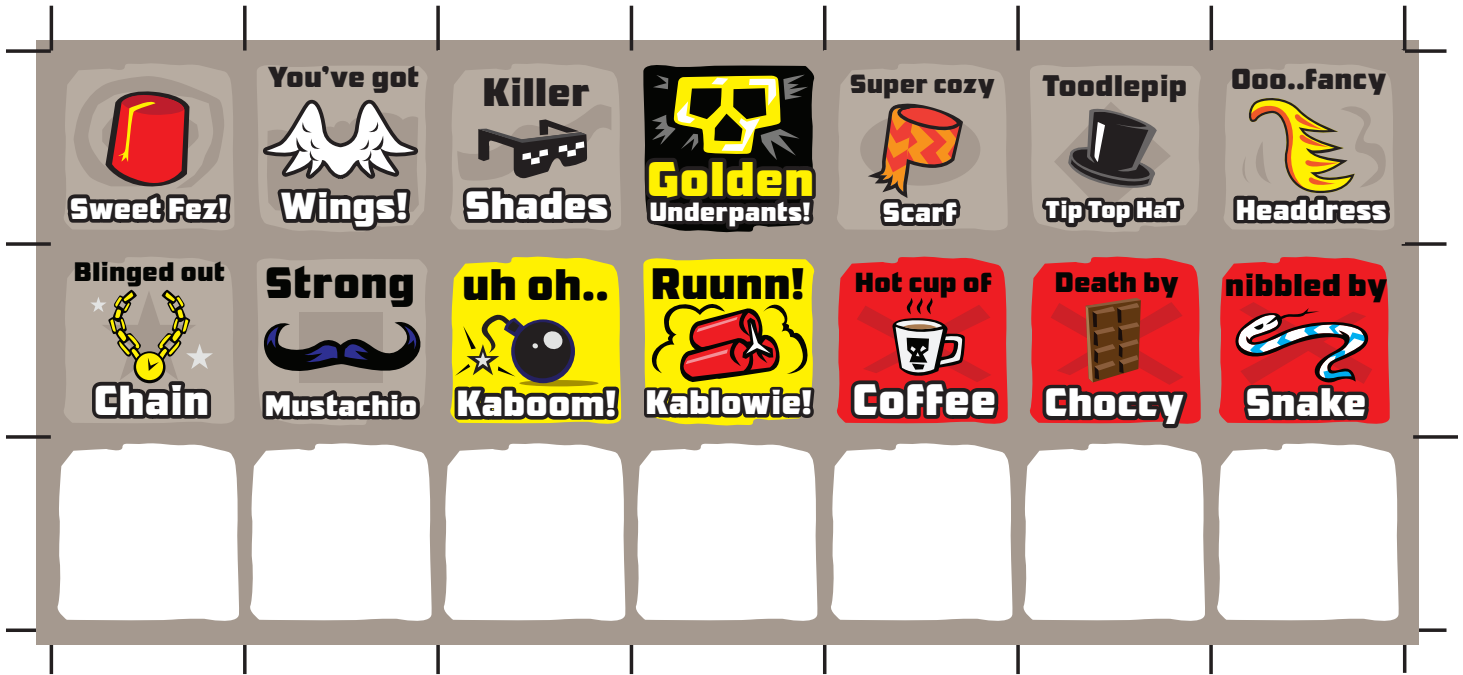 Sweet Fez!
You've got
Wings!
Killer
Shades
Golden
Underpants!
Super cozy
Scarf
Toodlepip
Tip Top HaT
Ooo..fancy
Headdress
Blinged out
Chain
Strong
Mustachio
uh oh..
Kaboom!
Ruunn!
Kablowie!
Hot cup of
Coffee
Death by
Choccy
nibbled by
Snake